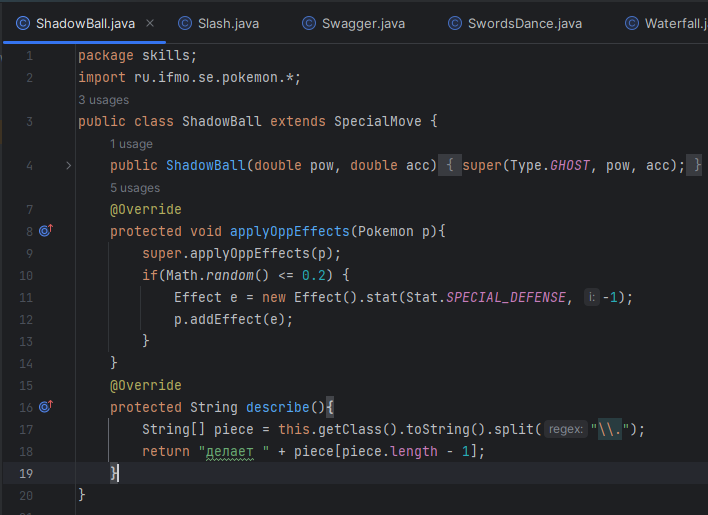 ShadowBall.java × Slash.java Swagger.java SwordsDance.java Waterfall.j
1 package skills;
2 import ru.ifmo.se.pokemon.*;
3 usages
3 public class ShadowBall extends SpecialMove {
1 usage
4 public ShadowBall(double pow, double acc) { super(Type.GHOST, pow, acc); }
5 usages
7 @Override
8 protected void applyOppEffects(Pokemon p){
9 super.applyOppEffects(p);
10 if(Math.random() <= 0.2) {
11 Effect e = new Effect().stat(Stat.SPECIAL_DEFENSE, i: -1);
12 p.addEffect(e);
13 }
14 }
15 @Override
16 protected String describe(){
17 String[] piece = this.getClass().toString().split( regex: "\\.");
18 return "делает " + piece[piece.length - 1];
19 }
20 }